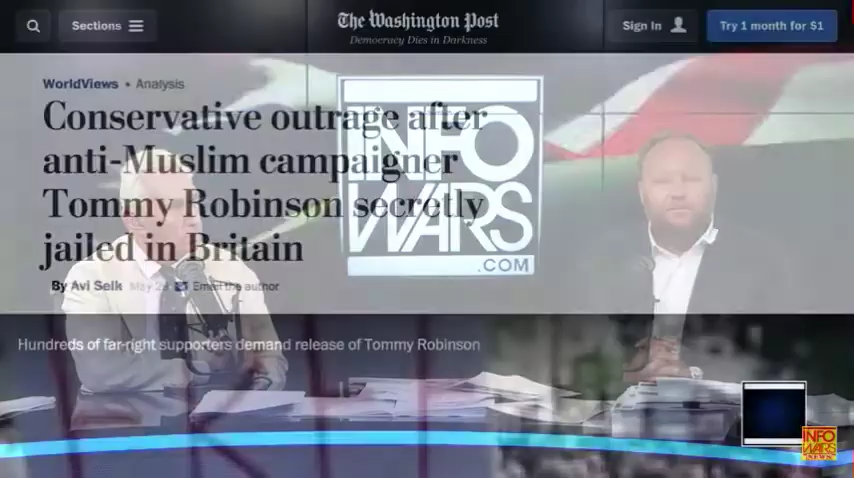 The Washington Post
Democracy Dies in Darkness
Sections
Sign In
Try 1 month for $1
WorldViews • Analysis
Conservative outrage after
anti-Muslim campaigner
Tommy Robinson secretly
jailed in Britain
By Avi Selk May Email the author
INFO
WARS
.COM
Hundreds of far-right supporters demand release of Tommy Robinson
INFO
WARS
NEWS